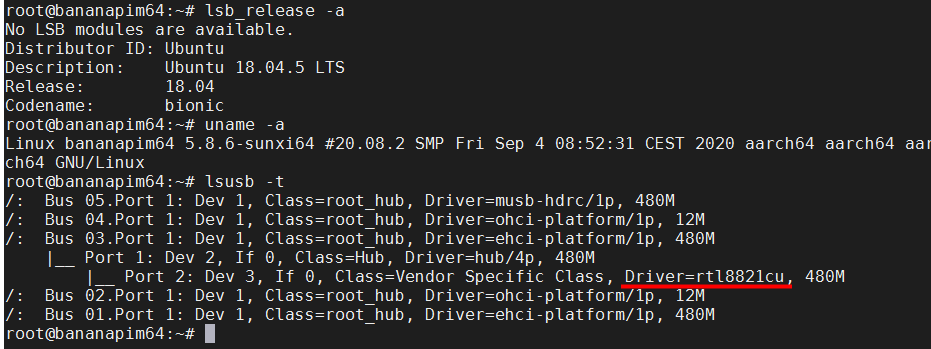 root@bananapim64:~# lsb_release -a
No LSB modules are available.
Distributor ID: Ubuntu
Description:    Ubuntu 18.04.5 LTS
Release:        18.04
Codename:       bionic
root@bananapim64:~# uname -a
Linux bananapim64 5.8.6-sunxi64 #20.08.2 SMP Fri Sep 4 08:52:31 CEST 2020 aarch64 aarch64 aar
ch64 GNU/Linux
root@bananapim64:~# lsusb -t
/:  Bus 05.Port 1: Dev 1, Class=root_hub, Driver=musb-hdrc/1p, 480M
/:  Bus 04.Port 1: Dev 1, Class=root_hub, Driver=ohci-platform/1p, 12M
/:  Bus 03.Port 1: Dev 1, Class=root_hub, Driver=ehci-platform/1p, 480M
    |__ Port 1: Dev 2, If 0, Class=Hub, Driver=hub/4p, 480M
        |__ Port 2: Dev 3, If 0, Class=Vendor Specific Class, Driver=rtl8821cu, 480M
/:  Bus 02.Port 1: Dev 1, Class=root_hub, Driver=ohci-platform/1p, 12M
/:  Bus 01.Port 1: Dev 1, Class=root_hub, Driver=ehci-platform/1p, 480M
root@bananapim64:~#